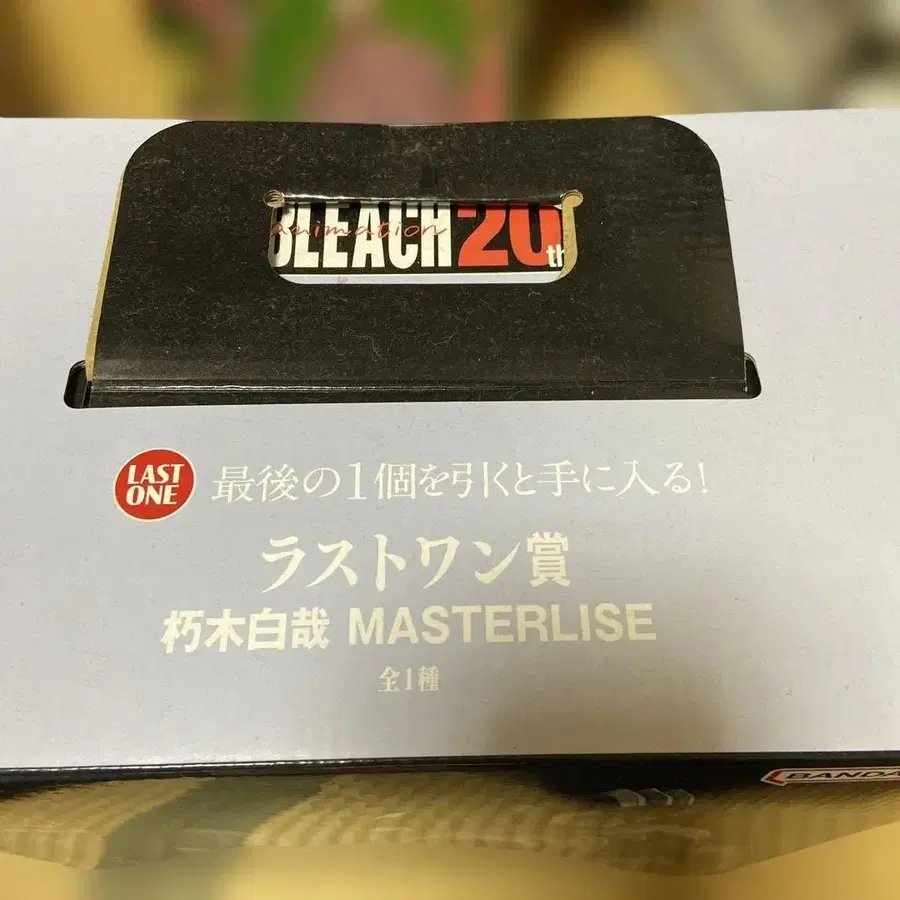 BLEACH 20th
animation
LAST ONE
最後の1個を引くと手に入る!
ラストワン賞
朽木白哉 MASTERLISE
全1種
BANDA